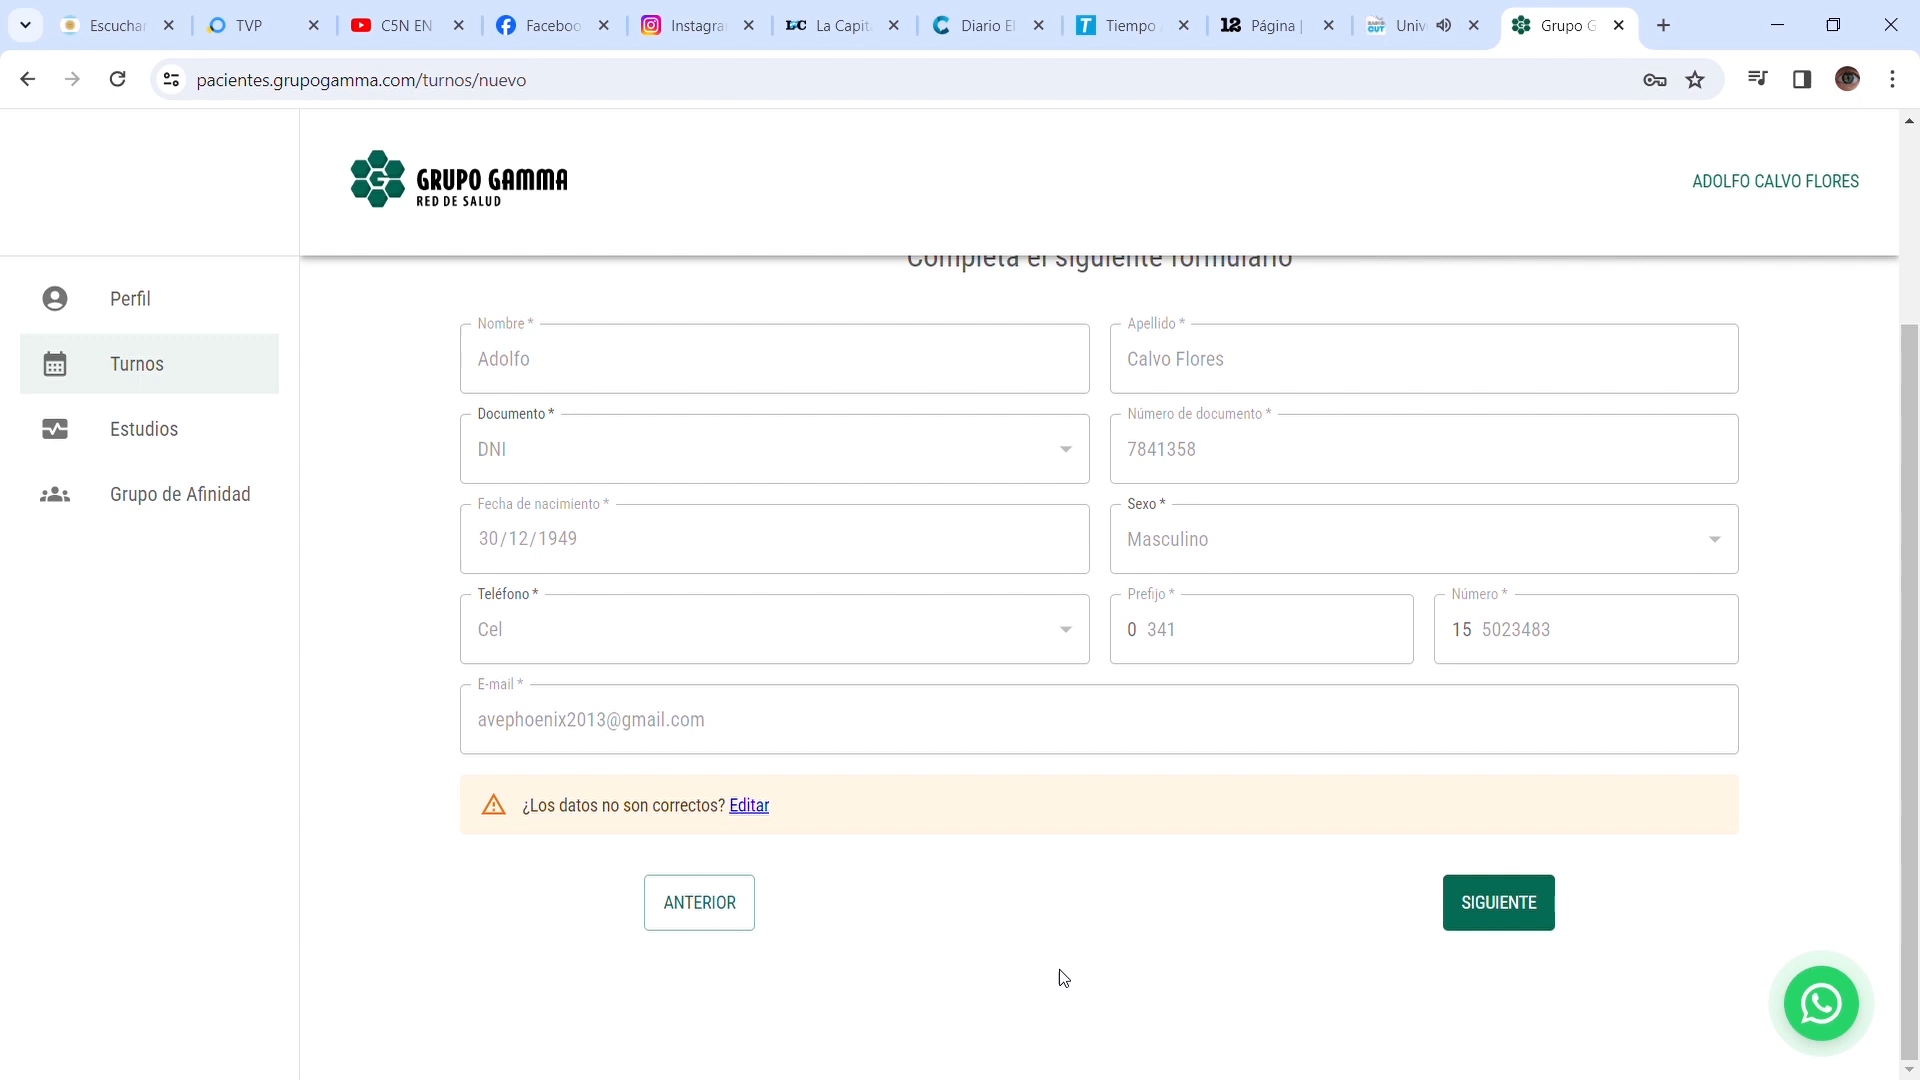 Escuchar
TVP
C5N EN
Faceboo
Instagra
LC La Capit
Diario El
Tiempo
12 Página |
Univ
Grupo G
pacientes.grupogamma.com/turnos/nuevo
GRUPO GAMMA
RED DE SALUD
ADOLFO CALVO FLORES
Perfil
Turnos
Estudios
Grupo de Afinidad
Completa el siguiente formulario
Nombre *
Adolfo
Apellido *
Calvo Flores
Documento *
DNI
Número de documento *
7841358
Fecha de nacimiento *
30/12/1949
Sexo *
Masculino
Teléfono *
Cel
Prefijo *
0 341
Número *
15 5023483
E-mail *
avephoenix2013@gmail.com
¿Los datos no son correctos? Editar
ANTERIOR
SIGUIENTE